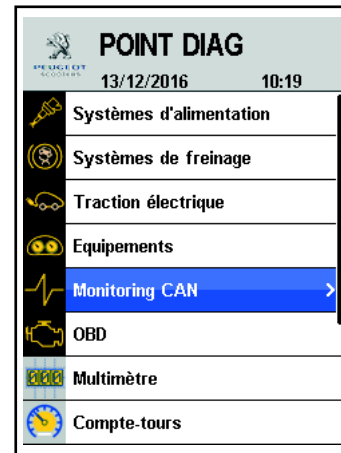 POINT DIAG
PEUGEOT
SCOOTERS
13/12/2016 10:19
Systèmes d'alimentation
Systèmes de freinage
Traction électrique
Equipements
Monitoring CAN
OBD
Multimètre
Compte-tours